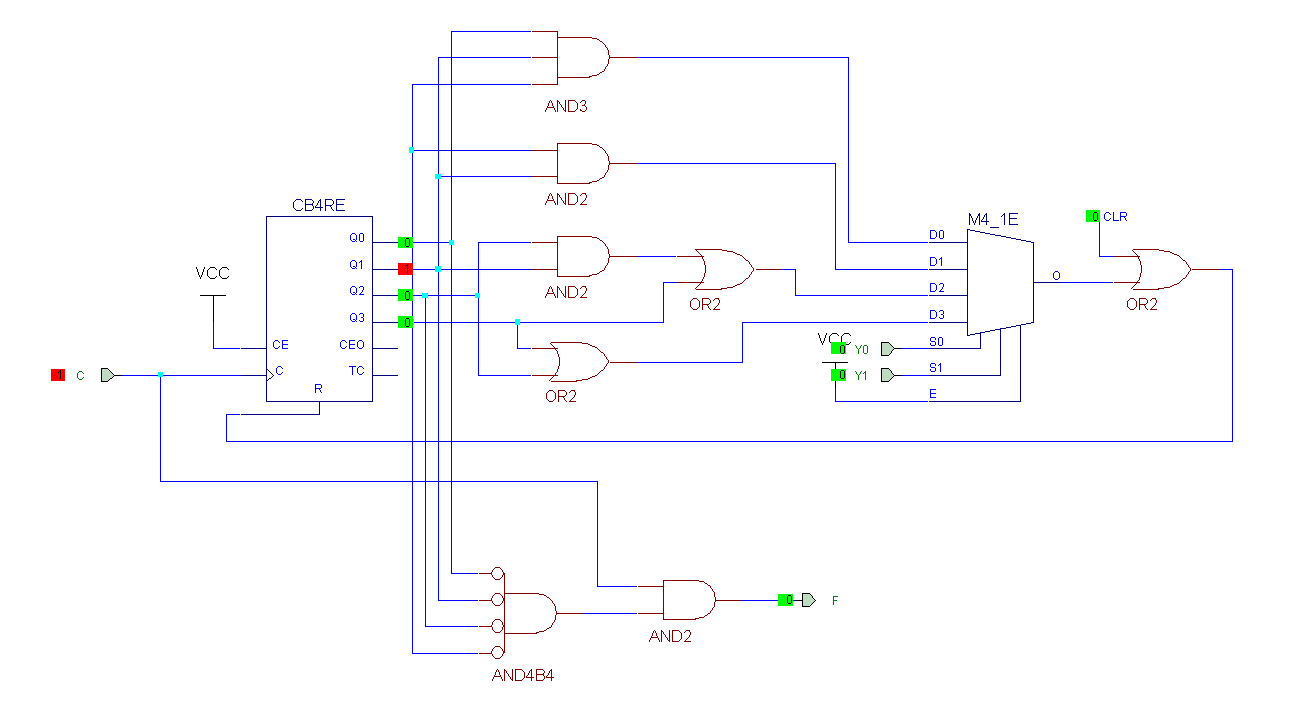 AND3
AND2
CB4RE
VCC
Q0 0
Q1 1
Q2 0
Q3 0
CE CEO
C TC
R
1 C
AND2
OR2
OR2
M4_1E
D0
D1
D2
D3
S0
S1
E
O
VCC
0 Y0
0 Y1
0 CLR
OR2
AND4B4
AND2
0 F